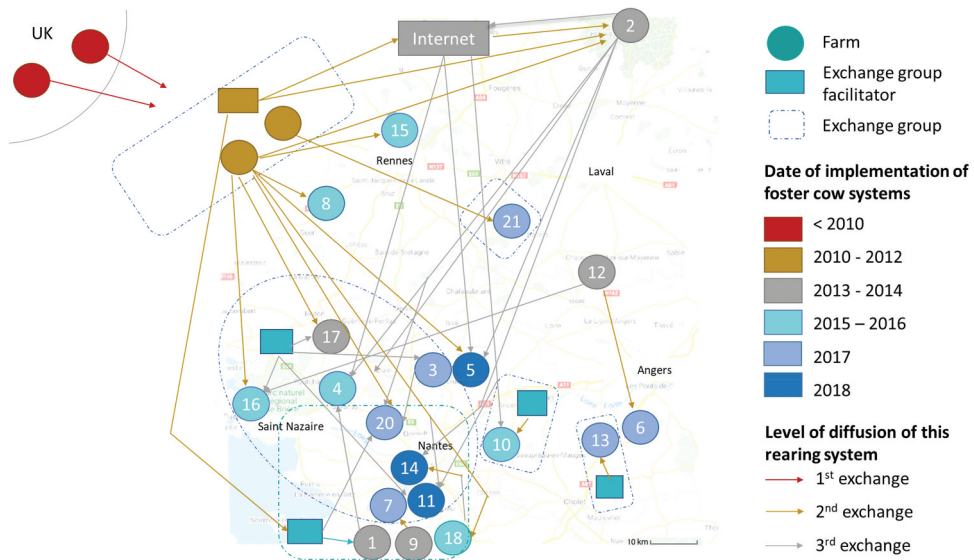 UK
Internet
2
15
Rennes
Laval
8
21
12
17
3
5
4
16
Saint Nazaire
20
Nantes
Angers
6
10
13
14
11
7
1
9
18
10 km
Farm
Exchange group
facilitator
Exchange group
Date of implementation of
foster cow systems
< 2010
2010 - 2012
2013 - 2014
2015 – 2016
2017
2018
Level of diffusion of this
rearing system
1st exchange
2nd exchange
3rd exchange